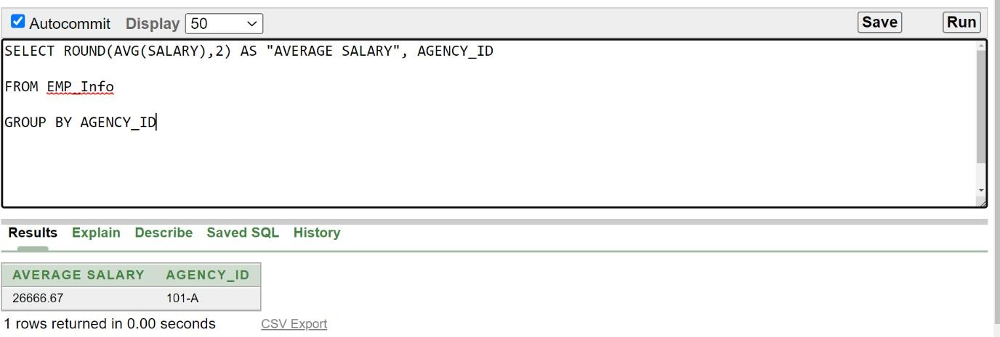 Autocommit Display 50 Save Run
SELECT ROUND(AVG(SALARY),2) AS "AVERAGE SALARY", AGENCY_ID
FROM EMP_Info
GROUP BY AGENCY_ID
Results Explain Describe Saved SQL History
AVERAGE SALARY AGENCY_ID
26666.67 101-A
1 rows returned in 0.00 seconds CSV Export